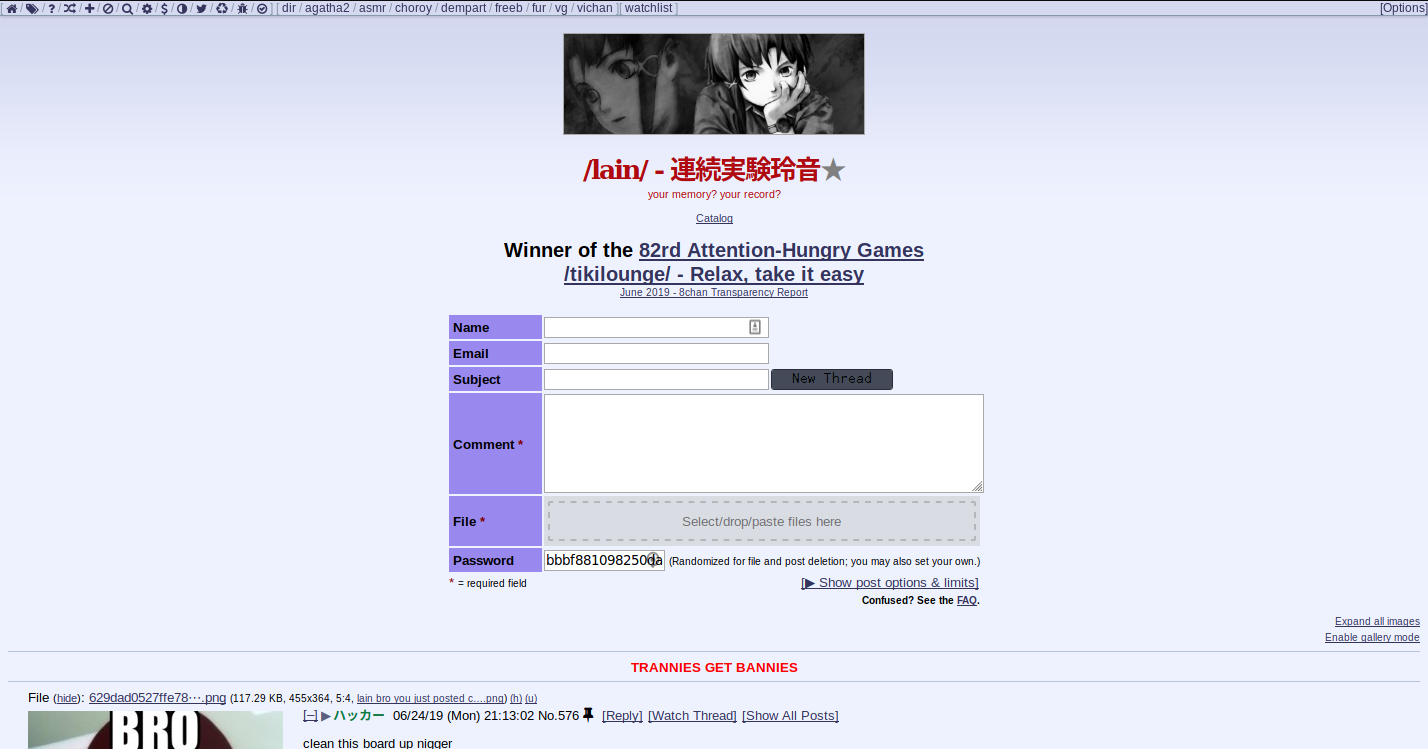 [ / / ? / / / / / / / / / / / / ] [ dir / agatha2 / asmr / choroy / dempart / freeb / fur / vg / vichan ][ watchlist ] [Options]
/lain/ - 連続実験玲音★
your memory? your record?
Catalog
Winner of the 82rd Attention-Hungry Games
/tikilounge/ - Relax, take it easy
June 2019 - 8chan Transparency Report
Name
Email
Subject New Thread
Comment *
File * Select/drop/paste files here
Password (Randomized for file and post deletion; you may also set your own.)
* = required field [▶ Show post options & limits]
Confused? See the FAQ.
Expand all images
Enable gallery mode
TRANNIES GET BANNIES
File (hide): 629dad0527ffe78⋯.png (117.29 KB, 455x364, 5:4, lain bro you just posted c….png) (h) (u)
BRO
[–] ▶ ハッカー 06/24/19 (Mon) 21:13:02 No.576 [Reply] [Watch Thread] [Show All Posts]
clean this board up nigger